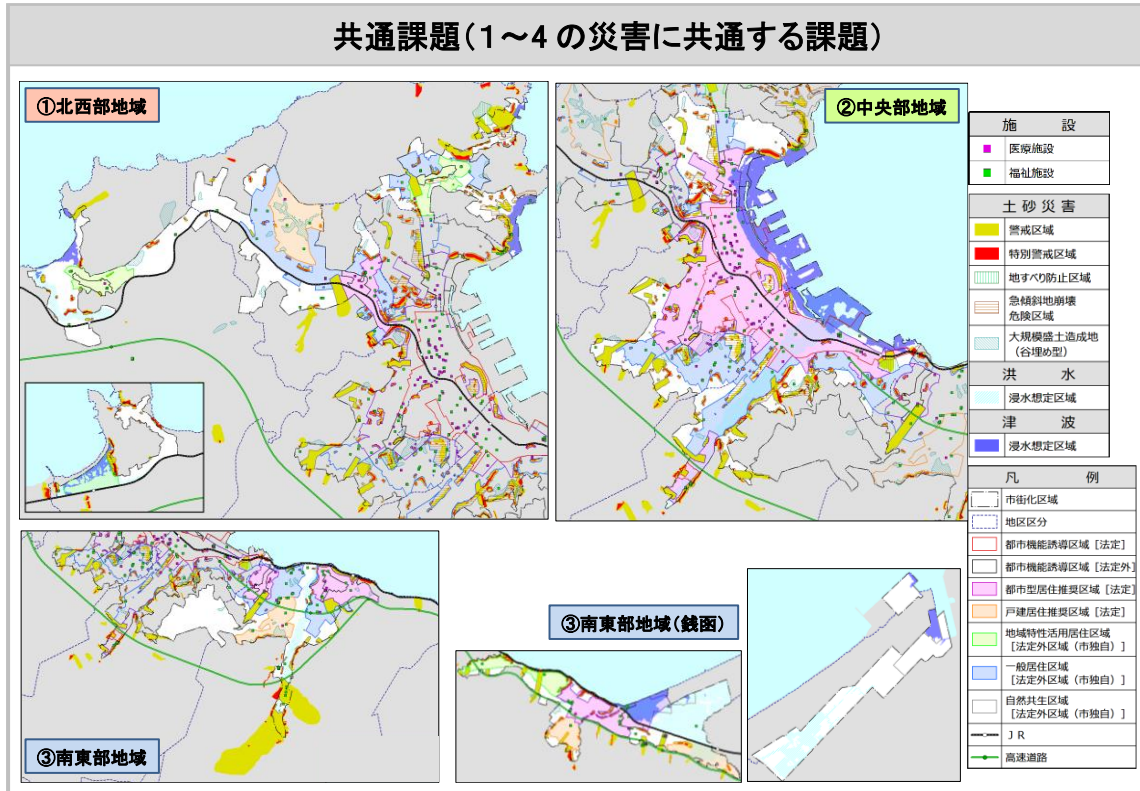 共通課題（１～４の災害に共通する課題）
①北西部地域
②中央部地域
③南東部地域
③南東部地域(銭函)
施　設
医療施設
福祉施設
土砂災害
警戒区域
特別警戒区域
地すべり防止区域
急傾斜地崩壊
危険区域
大規模盛土造成地
（谷埋め型）
洪　水
浸水想定区域
津　波
浸水想定区域
凡　例
市街化区域
地区区分
都市機能誘導区域［法定］
都市機能誘導区域［法定外］
都市型居住推奨区域［法定］
戸建居住推奨区域［法定］
地域特性活用居住区域
［法定外区域（市独自）］
一般居住区域
［法定外区域（市独自）］
自然共生区域
［法定外区域（市独自）］
ＪＲ
高速道路